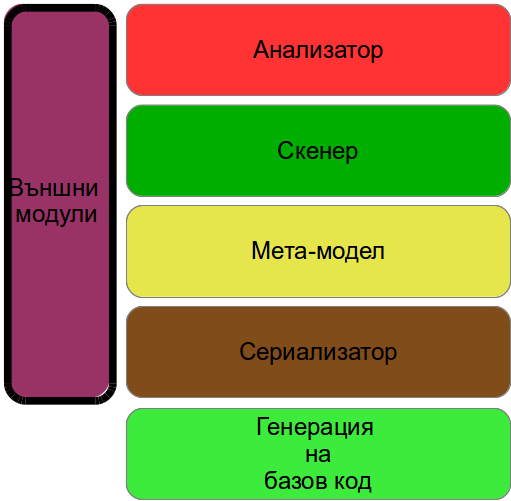 Външни
модули
Анализатор
Скенер
Мета-модел
Сериализатор
Генерация
на
базов код